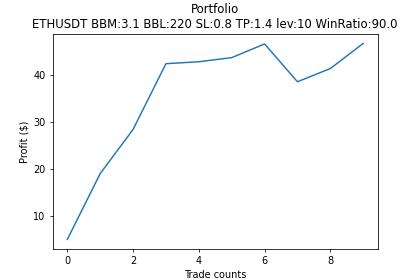 Portfolio
ETHUSDT BBM:3.1 BBL:220 SL:0.8 TP:1.4 lev:10 WinRatio:90.0
Profit ($)
40
30
20
10
0
2
4
6
8
Trade counts